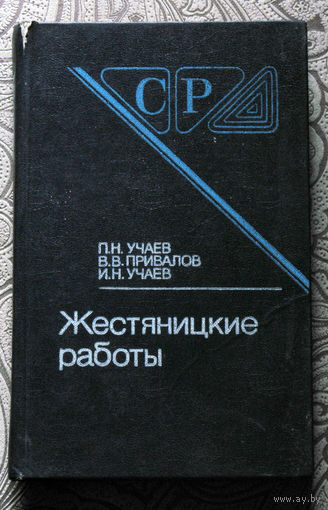 СР
П.Н. УЧАЕВ
В.В. ПРИВАЛОВ
И.Н. УЧАЕВ
Жестяницкие
работы
www.ay.by